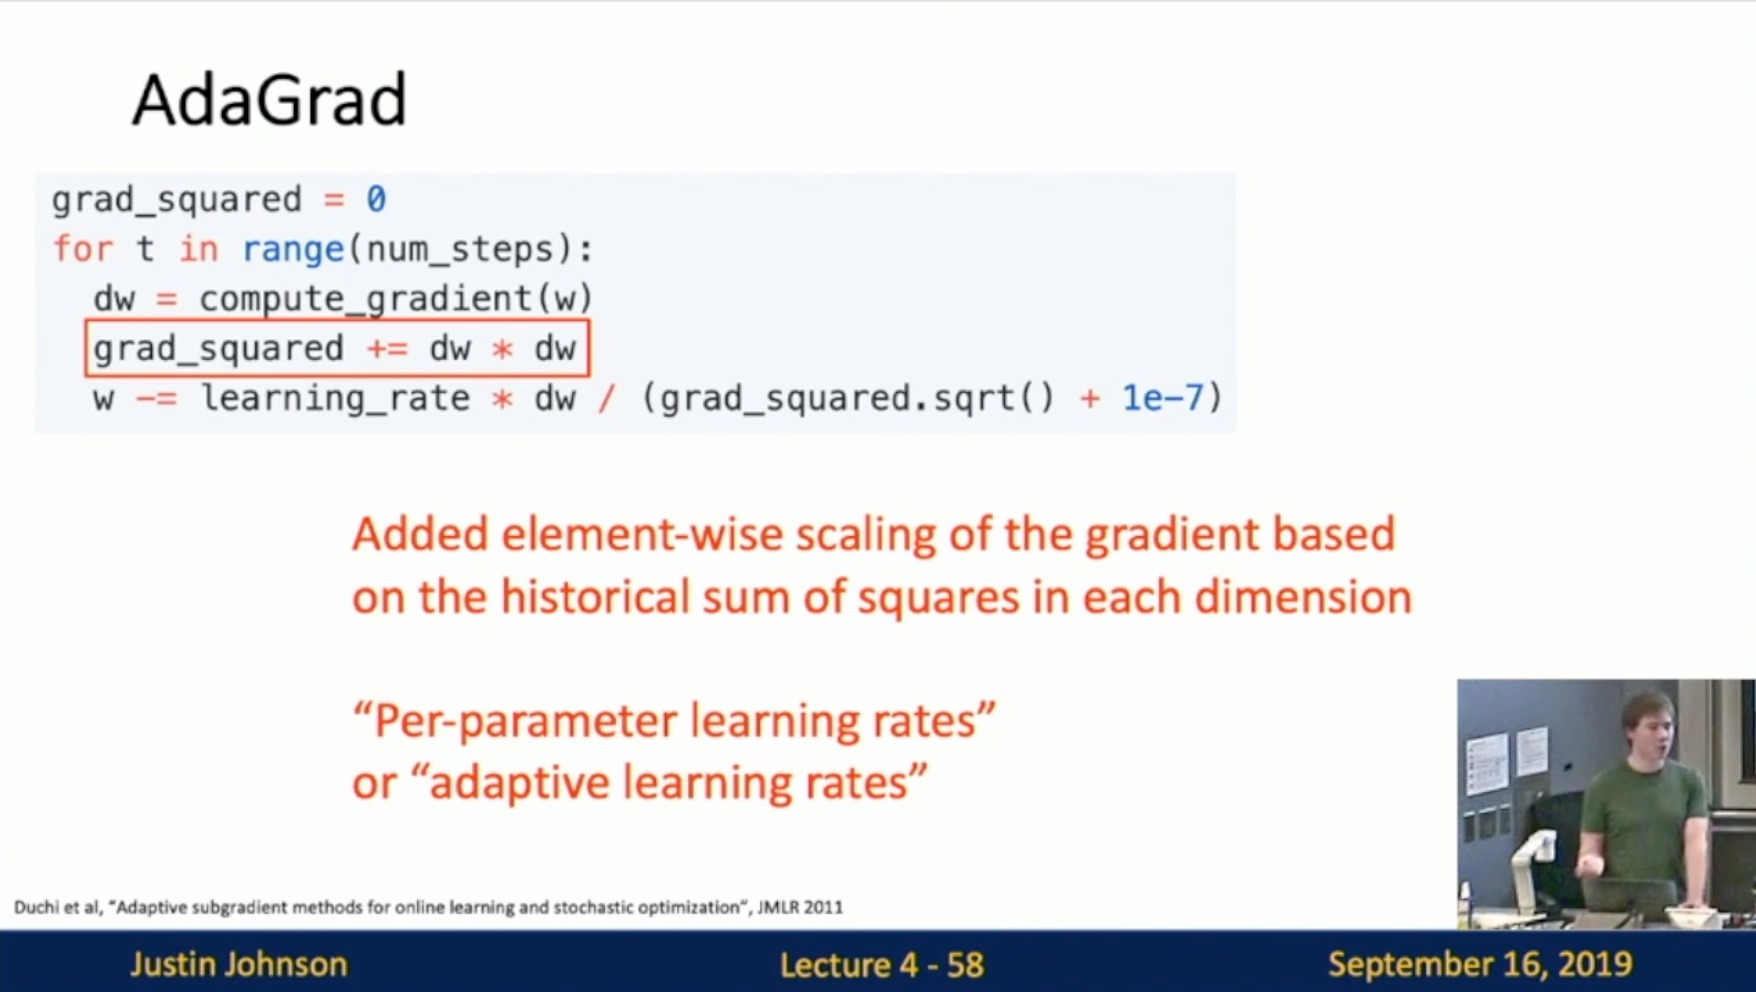 AdaGrad
grad_squared = 0
for t in range(num_steps):
  dw = compute_gradient(w)
  grad_squared += dw * dw
  w -= learning_rate * dw / (grad_squared.sqrt() + 1e-7)
Added element-wise scaling of the gradient based
on the historical sum of squares in each dimension
“Per-parameter learning rates”
or “adaptive learning rates”
Duchi et al, “Adaptive subgradient methods for online learning and stochastic optimization”, JMLR 2011
Justin Johnson
Lecture 4 - 58
September 16, 2019